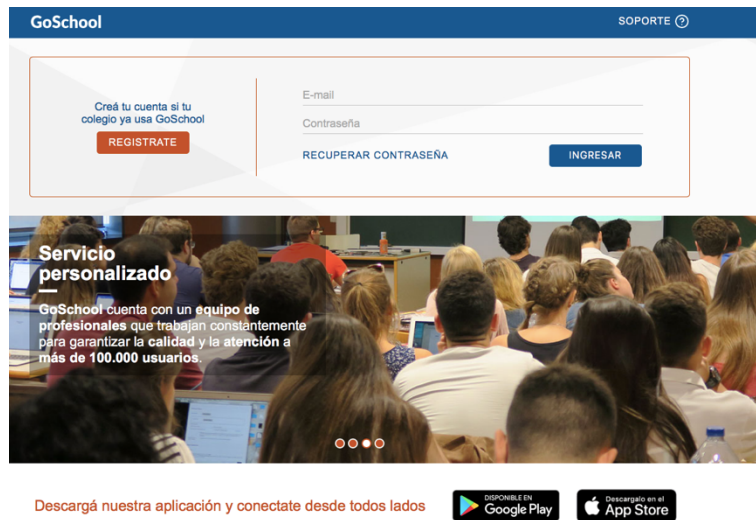 GoSchool
SOPORTE ?
Creá tu cuenta si tu
colegio ya usa GoSchool
REGISTRATE
E-mail
Contraseña
RECUPERAR CONTRASEÑA
INGRESAR
Servicio
personalizado
GoSchool cuenta con un equipo de
profesionales que trabajan constantemente
para garantizar la calidad y la atención a
más de 100.000 usuarios.
Descargá nuestra aplicación y conectate desde todos lados
DISPONIBLE EN
Google Play
Descargalo en el
App Store